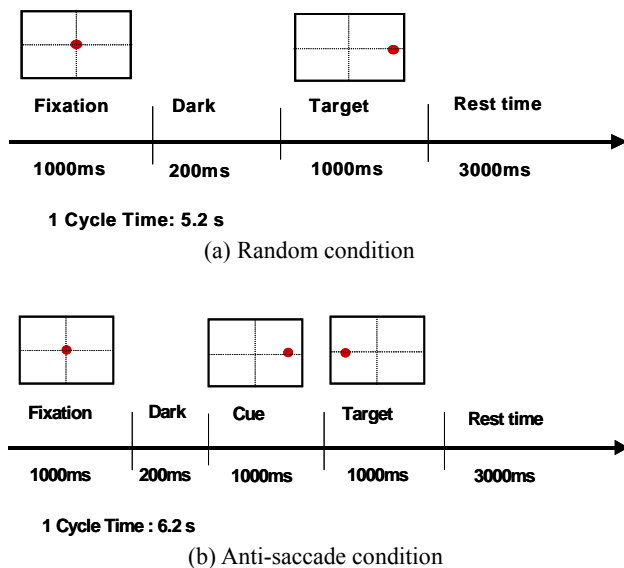 Fixation Dark Target Rest time
1000ms 200ms 1000ms 3000ms
1 Cycle Time: 5.2 s
(a) Random condition
Fixation Dark Cue Target Rest time
1000ms 200ms 1000ms 1000ms 3000ms
1 Cycle Time : 6.2 s
(b) Anti-saccade condition